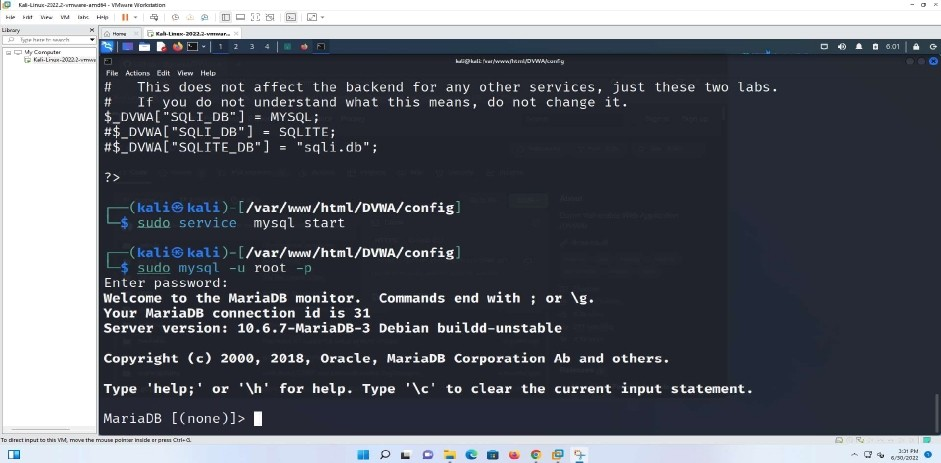 Kali-Linux-2022.2-vmware-amd64 - VMware Workstation
File Edit View VM Tabs Help
Library
Type here to search
Home
Kali-Linux-2022.2-vmwar...
My Computer
Kali-Linux-2022.2-vmwa
1 2 3 4
6:01
kali@kali: /var/www/html/DVWA/config
File Actions Edit View Help
#   This does not affect the backend for any other services, just these two labs.
#   If you do not understand what this means, do not change it.
$_DVWA["SQLI_DB"] = MYSQL;
#$_DVWA["SQLI_DB"] = SQLITE;
#$_DVWA["SQLITE_DB"] = "sqli.db";
?>
(kali㉿kali)-[/var/www/html/DVWA/config]
$ sudo service  mysql start
(kali㉿kali)-[/var/www/html/DVWA/config]
$ sudo mysql -u root -p
Enter password:
Welcome to the MariaDB monitor.  Commands end with ; or \g.
Your MariaDB connection id is 31
Server version: 10.6.7-MariaDB-3 Debian buildd-unstable
Copyright (c) 2000, 2018, Oracle, MariaDB Corporation Ab and others.
Type 'help;' or '\h' for help. Type '\c' to clear the current input statement.
MariaDB [(none)]>
To direct input to this VM, move the mouse pointer inside or press Ctrl+G.
3:31 PM
6/30/2022